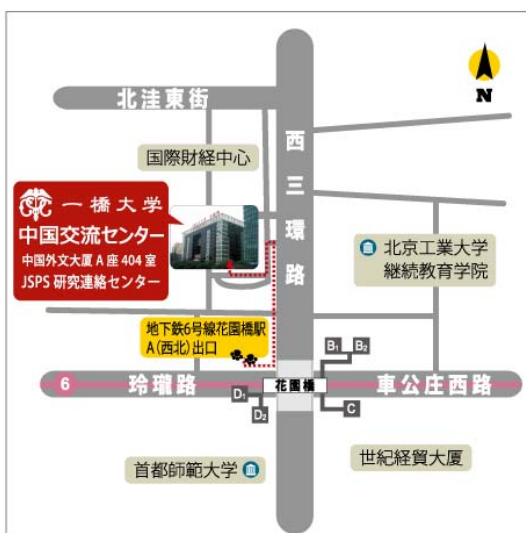 北洼東街
N
西三環路
国際財経中心
一橋大学
中国交流センター
中国外文大厦 A 座 404 室
JSPS 研究連絡センター
北京工業大学
継続教育学院
地下鉄6号線花園橋駅
A(西北)出口
B1
B2
6
玲瓏路
花園橋
車公庄西路
D1
D2
C
首都師範大学
世紀経貿大厦